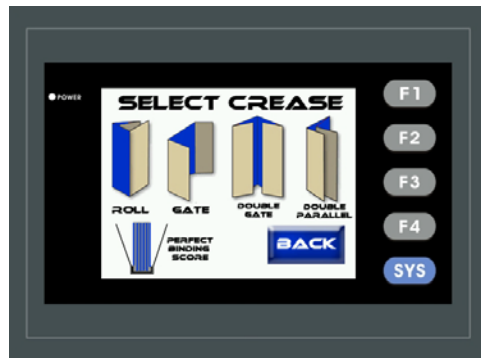 POWER
SELECT CREASE
F1
F2
F3
F4
SYS
ROLL
GATE
DOUBLE
GATE
DOUBLE
PARALLEL
PERFECT
BINDING
SCORE
BACK